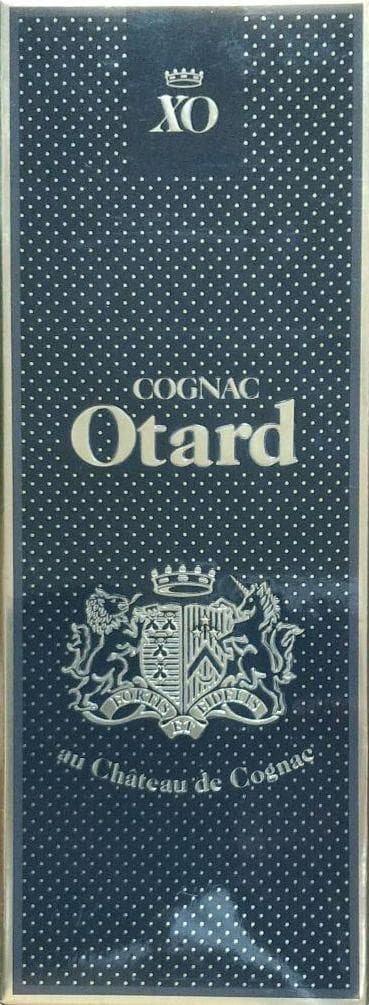 XO
COGNAC
Otard
FORTIS ET FIDELIS
au Château de Cognac